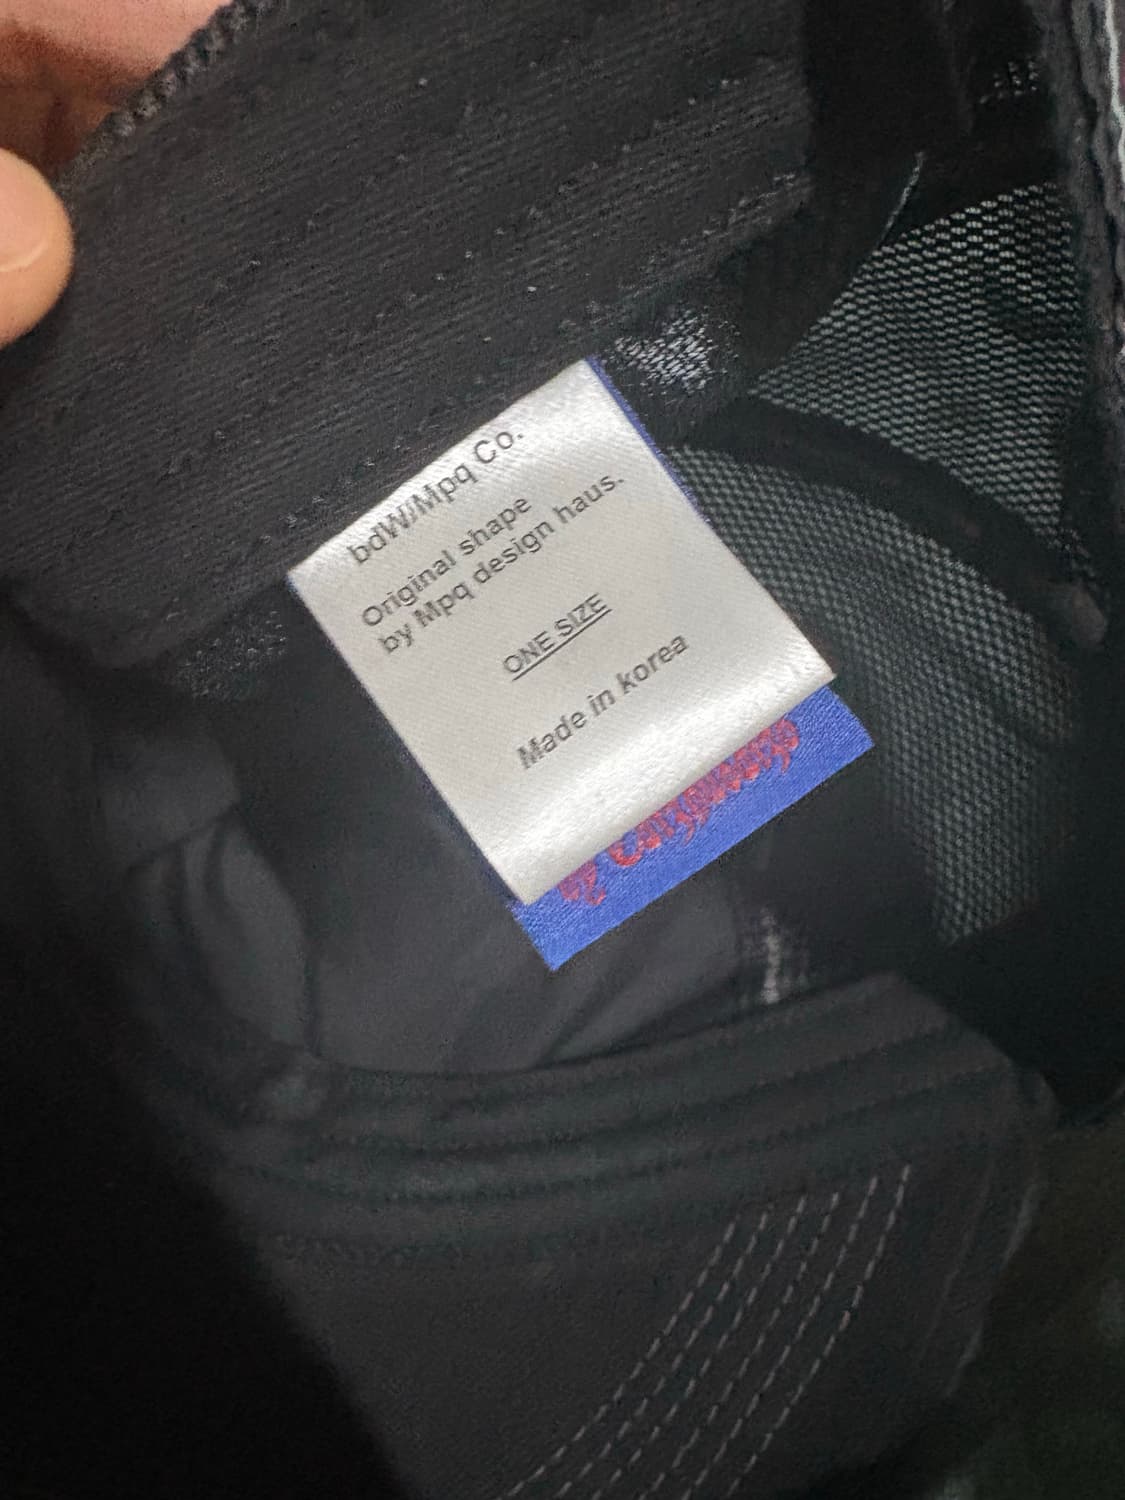 bdW/Mpq Co.
Original shape
by Mpq design haus.
ONE SIZE
Made in korea